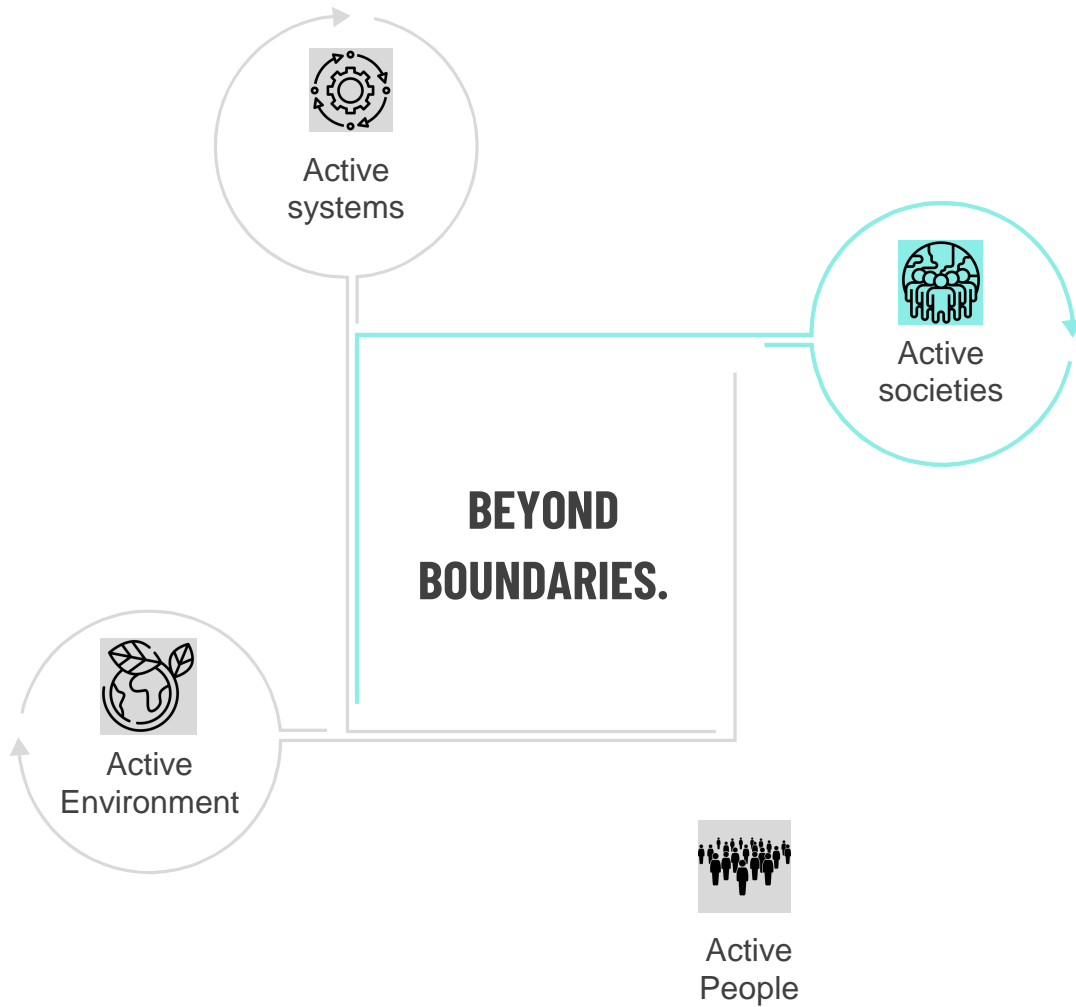 Active
systems
Active
societies
BEYOND
BOUNDARIES.
Active
Environment
Active
People